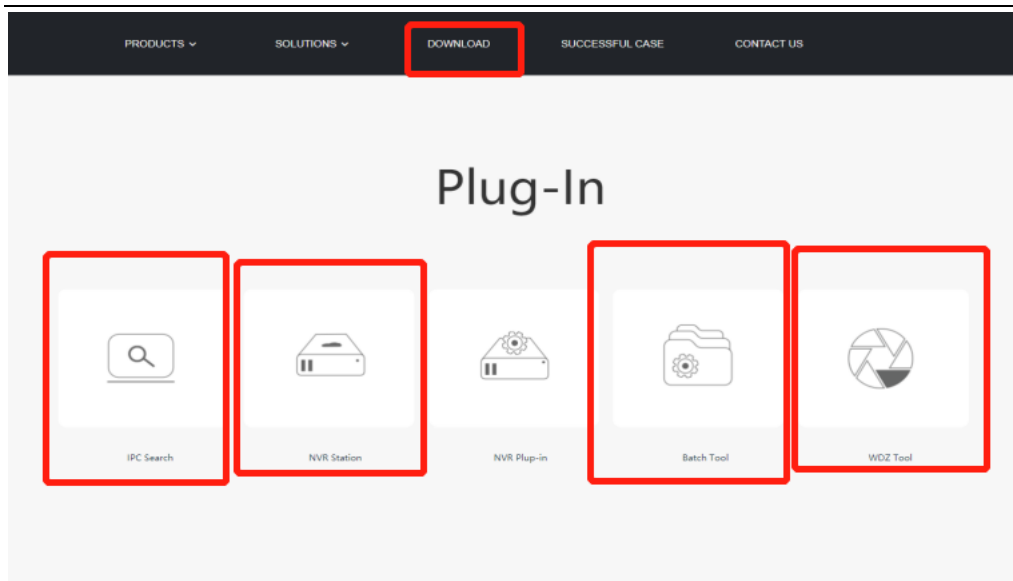 PRODUCTS SOLUTIONS DOWNLOAD SUCCESSFUL CASE CONTACT US
Plug-In
IPC Search NVR Station NVR Plup-in Batch Tool WDZ Tool